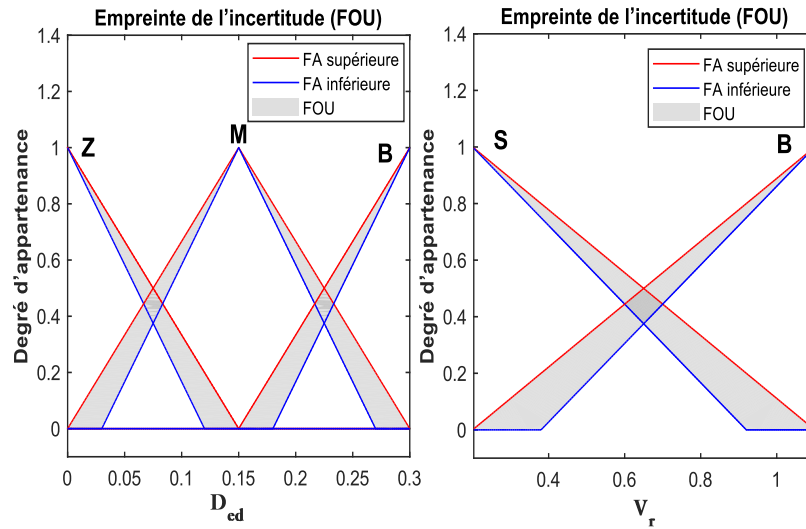 Empreinte de l'incertitude (FOU)
1.4
1.2
1
0.8
0.6
0.4
0.2
0
Degré d'appartenance
FA supérieure
FA inférieure
FOU
Z
M
B
0
0.05
0.1
0.15
0.2
0.25
0.3
D_ed
Empreinte de l'incertitude (FOU)
1.4
1.2
1
0.8
0.6
0.4
0.2
0
Degré d'appartenance
FA supérieure
FA inférieure
FOU
S
B
0.4
0.6
0.8
1
V_r